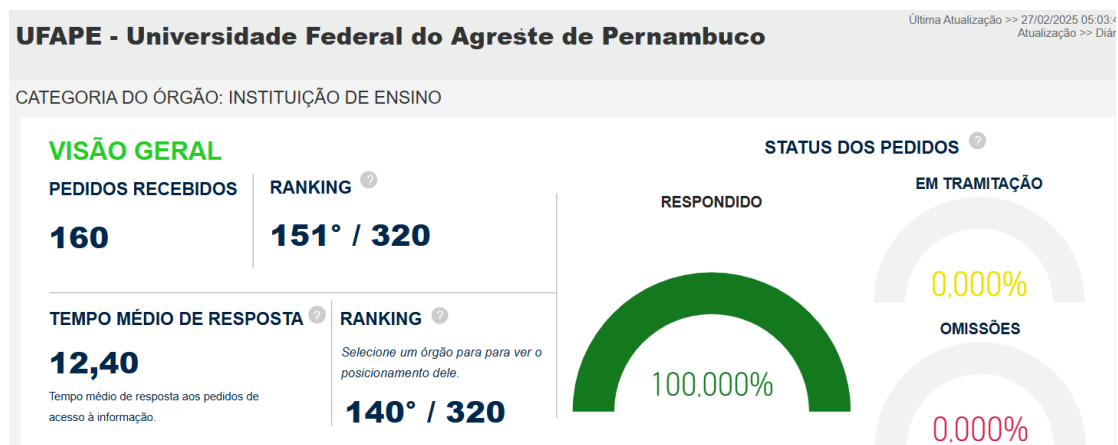 UFAPE - Universidade Federal do Agreste de Pernambuco
Última Atualização >> 27/02/2025 05:03:4
Atualização >> Diár
CATEGORIA DO ÓRGÃO: INSTITUIÇÃO DE ENSINO
VISÃO GERAL
PEDIDOS RECEBIDOS
160
RANKING ?
151° / 320
TEMPO MÉDIO DE RESPOSTA ?
12,40
Tempo médio de resposta aos pedidos de
acesso à informação.
RANKING ?
Selecione um órgão para para ver o
posicionamento dele.
140° / 320
STATUS DOS PEDIDOS ?
RESPONDIDO
100,000%
EM TRAMITAÇÃO
0,000%
OMISSÕES
0,000%